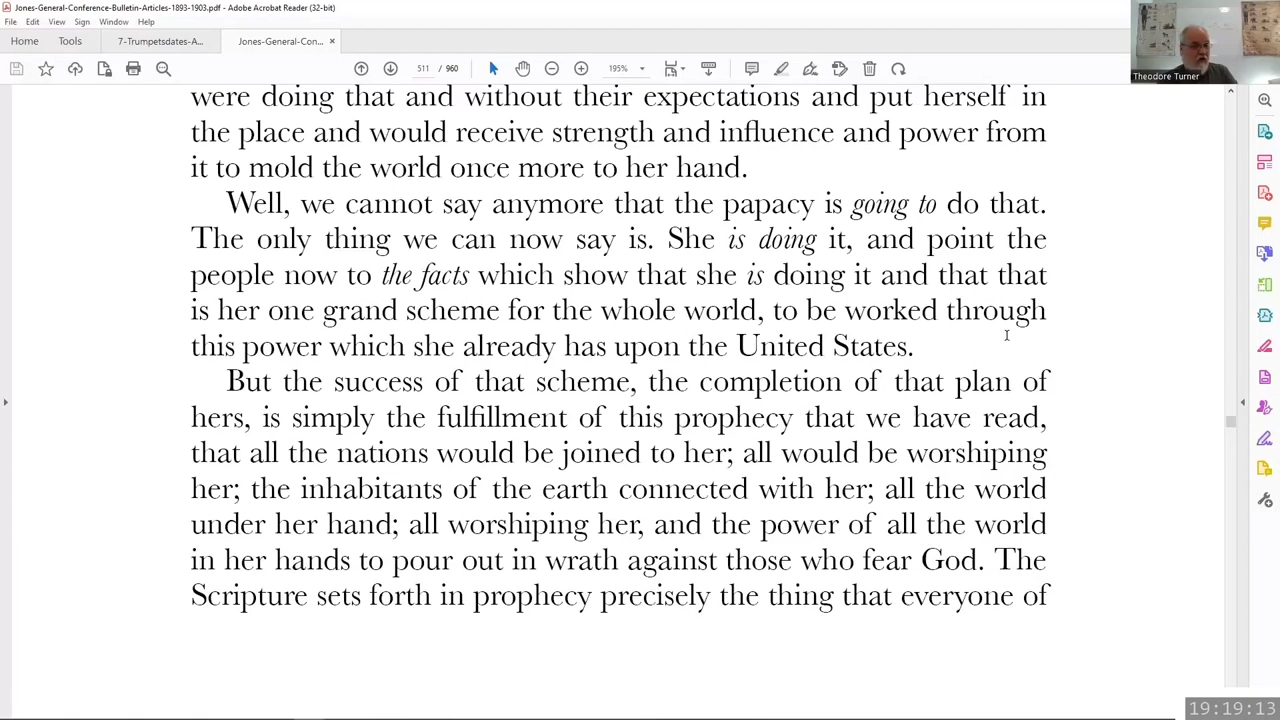 Jones-General-Conference-Bulletin-Articles-1893-1903.pdf - Adobe Acrobat Reader (32-bit)
File Edit View Sign Window Help
Home Tools 7-Trumpetsdates-A... Jones-General-Con... ×
511 / 960 195%
Theodore Turner
were doing that and without their expectations and put herself in
the place and would receive strength and influence and power from
it to mold the world once more to her hand.
Well, we cannot say anymore that the papacy is going to do that.
The only thing we can now say is. She is doing it, and point the
people now to the facts which show that she is doing it and that that
is her one grand scheme for the whole world, to be worked through
this power which she already has upon the United States.
But the success of that scheme, the completion of that plan of
hers, is simply the fulfillment of this prophecy that we have read,
that all the nations would be joined to her; all would be worshiping
her; the inhabitants of the earth connected with her; all the world
under her hand; all worshiping her, and the power of all the world
in her hands to pour out in wrath against those who fear God. The
Scripture sets forth in prophecy precisely the thing that everyone of
19:19:13